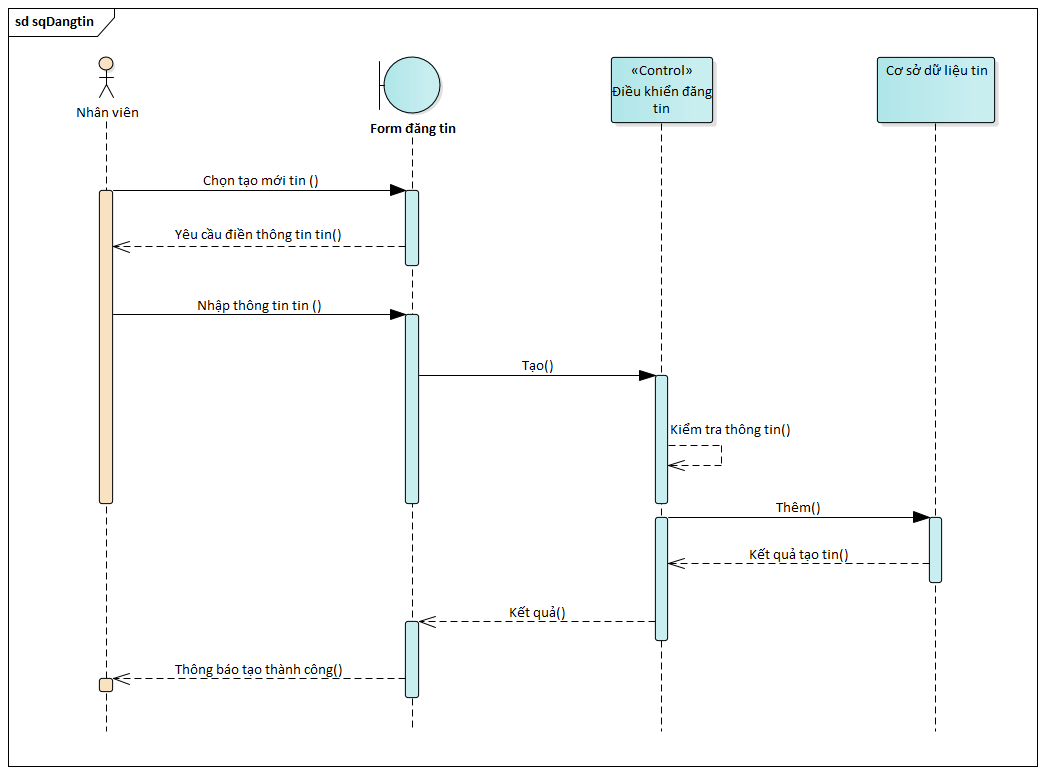 sd sqDangtin
Nhân viên
Form đăng tin
«Control»
Điều khiển đăng
tin
Cơ sở dữ liệu tin
Chọn tạo mới tin ()
Yêu cầu điền thông tin tin()
Nhập thông tin tin ()
Tạo()
Kiểm tra thông tin()
Thêm()
Kết quả tạo tin()
Kết quả()
Thông báo tạo thành công()